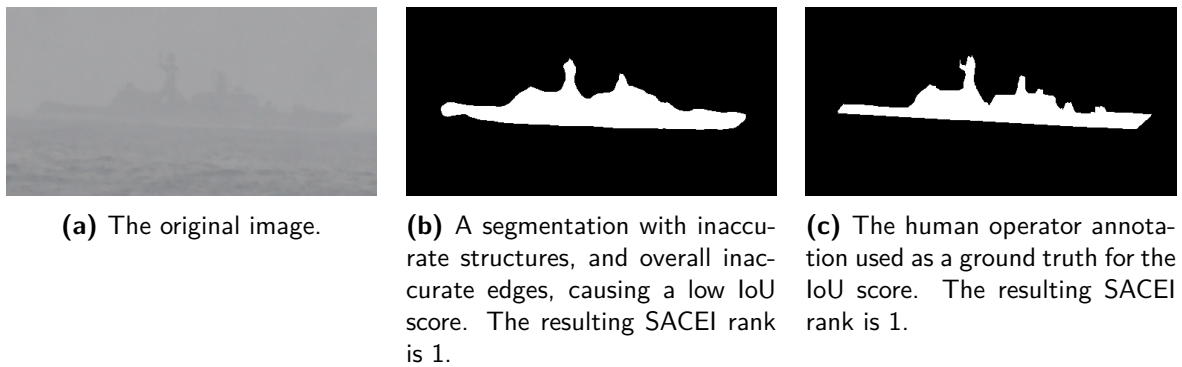 (a) The original image.
(b) A segmentation with inaccu-
rate structures, and overall inac-
curate edges, causing a low IoU
score. The resulting SACEI rank
is 1.
(c) The human operator annota-
tion used as a ground truth for the
IoU score. The resulting SACEI
rank is 1.